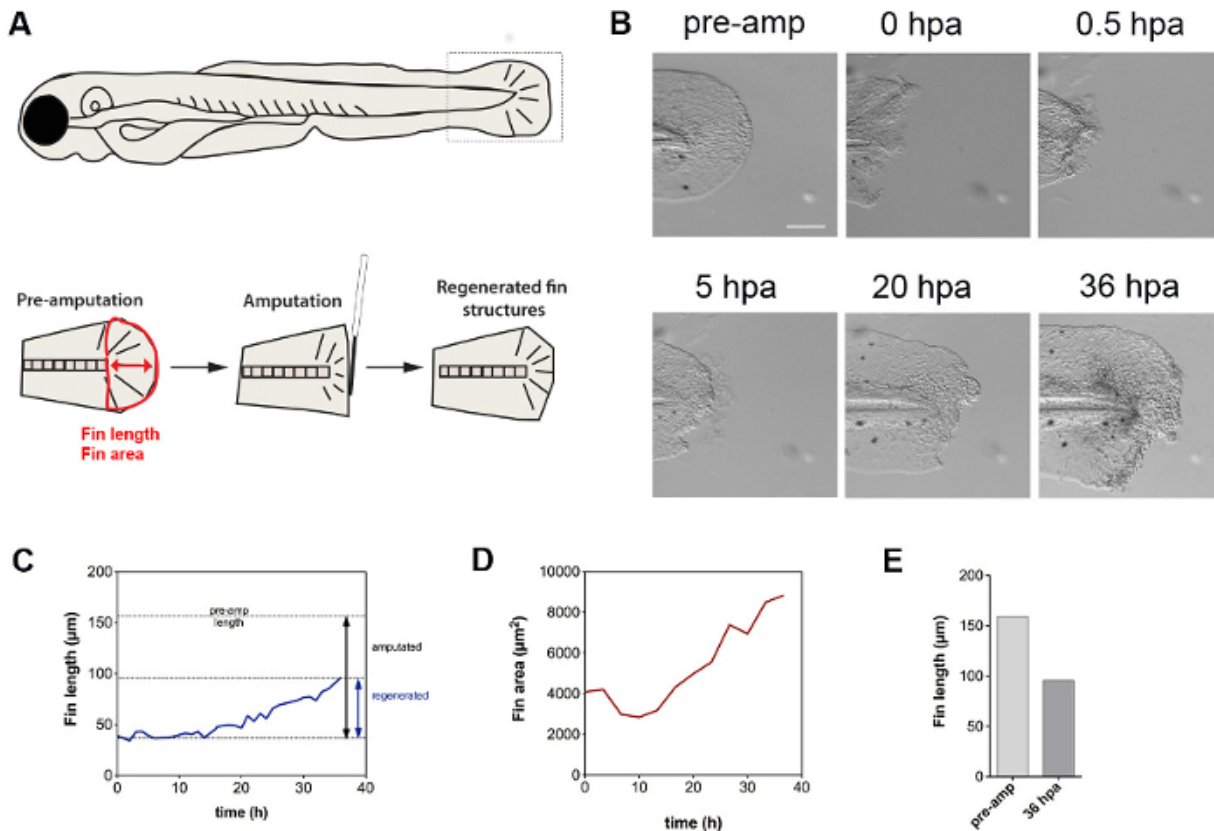 A
Pre-amputation
Fin length
Fin area
Amputation
Regenerated fin
structures
B
pre-amp
0 hpa
0.5 hpa
5 hpa
20 hpa
36 hpa
C
Fin length (µm)
200
150
100
50
0
0 10 20 30 40
time (h)
pre-amp
length
amputated
regenerated
D
Fin area (µm²)
10000
8000
6000
4000
2000
0
0 10 20 30 40
time (h)
E
Fin length (µm)
200
150
100
50
0
pre-amp
36 hpa